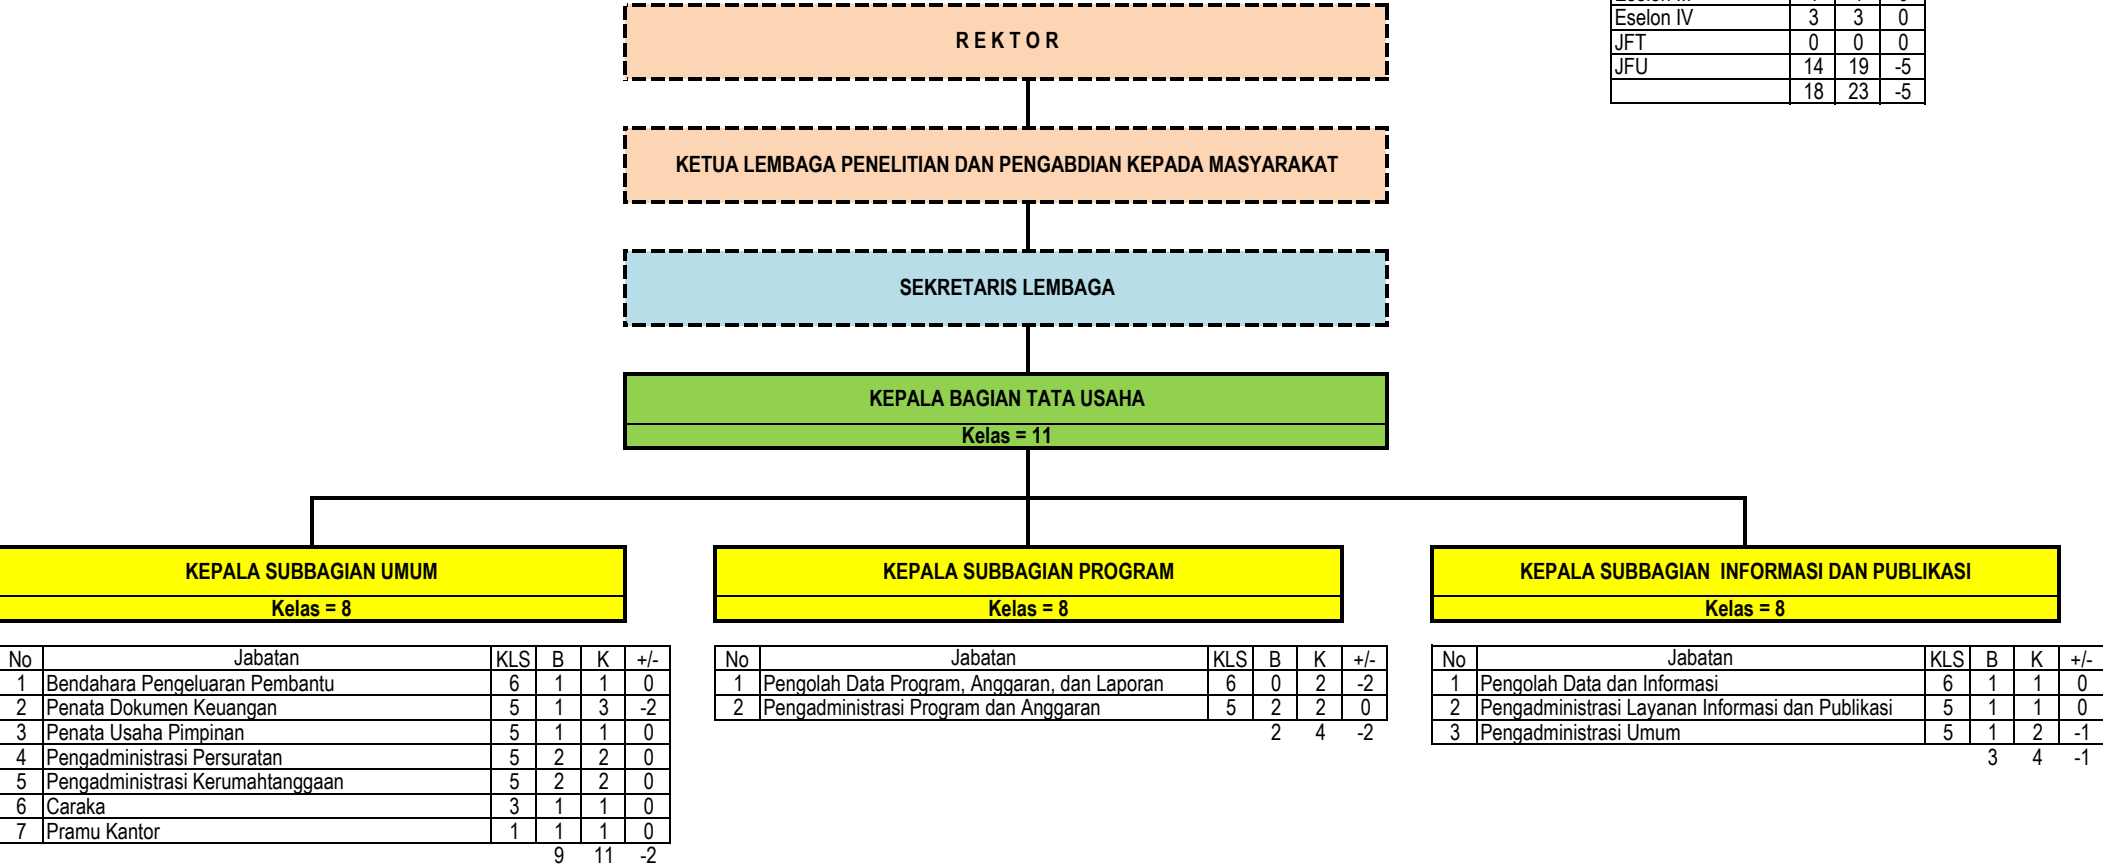 Eselon IV 3 3 0
JFT 0 0 0
JFU 14 19 -5
18 23 -5
R E K T O R
KETUA LEMBAGA PENELITIAN DAN PENGABDIAN KEPADA MASYARAKAT
SEKRETARIS LEMBAGA
KEPALA BAGIAN TATA USAHA
Kelas = 11
KEPALA SUBBAGIAN UMUM
Kelas = 8
No Jabatan KLS B K +/-
1 Bendahara Pengeluaran Pembantu 6 1 1 0
2 Penata Dokumen Keuangan 5 1 3 -2
3 Penata Usaha Pimpinan 5 1 1 0
4 Pengadministrasi Persuratan 5 2 2 0
5 Pengadministrasi Kerumahtanggaan 5 2 2 0
6 Caraka 3 1 1 0
7 Pramu Kantor 1 1 1 0
9 11 -2
KEPALA SUBBAGIAN PROGRAM
Kelas = 8
No Jabatan KLS B K +/-
1 Pengolah Data Program, Anggaran, dan Laporan 6 0 2 -2
2 Pengadministrasi Program dan Anggaran 5 2 2 0
2 4 -2
KEPALA SUBBAGIAN INFORMASI DAN PUBLIKASI
Kelas = 8
No Jabatan KLS B K +/-
1 Pengolah Data dan Informasi 6 1 1 0
2 Pengadministrasi Layanan Informasi dan Publikasi 5 1 1 0
3 Pengadministrasi Umum 5 1 2 -1
3 4 -1